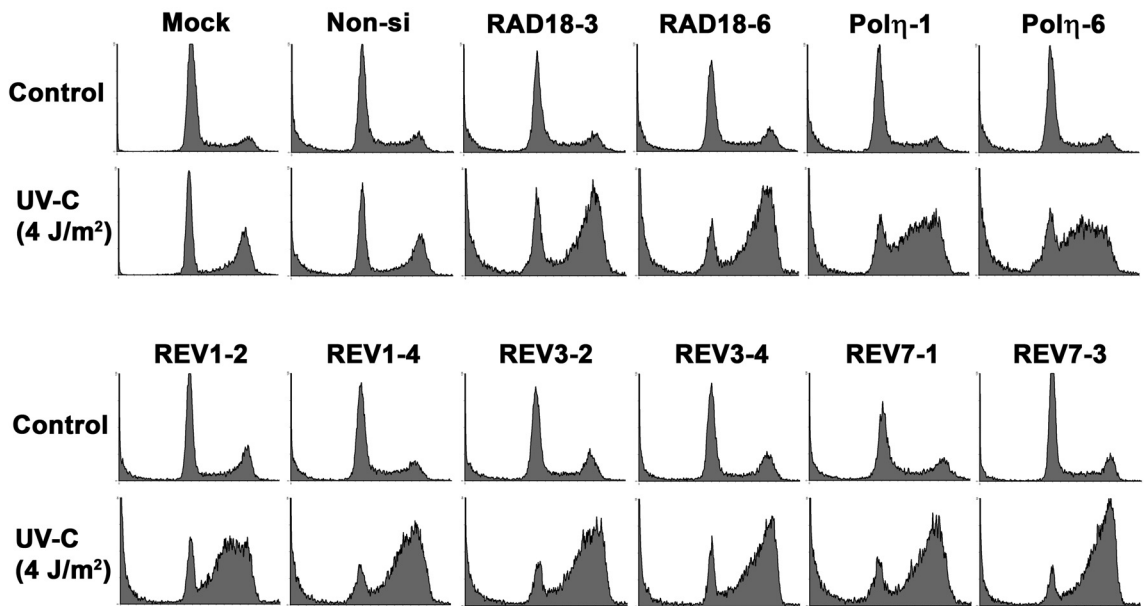 Mock Non-si RAD18-3 RAD18-6 Polη-1 Polη-6
Control
UV-C
(4 J/m²)
REV1-2 REV1-4 REV3-2 REV3-4 REV7-1 REV7-3
Control
UV-C
(4 J/m²)